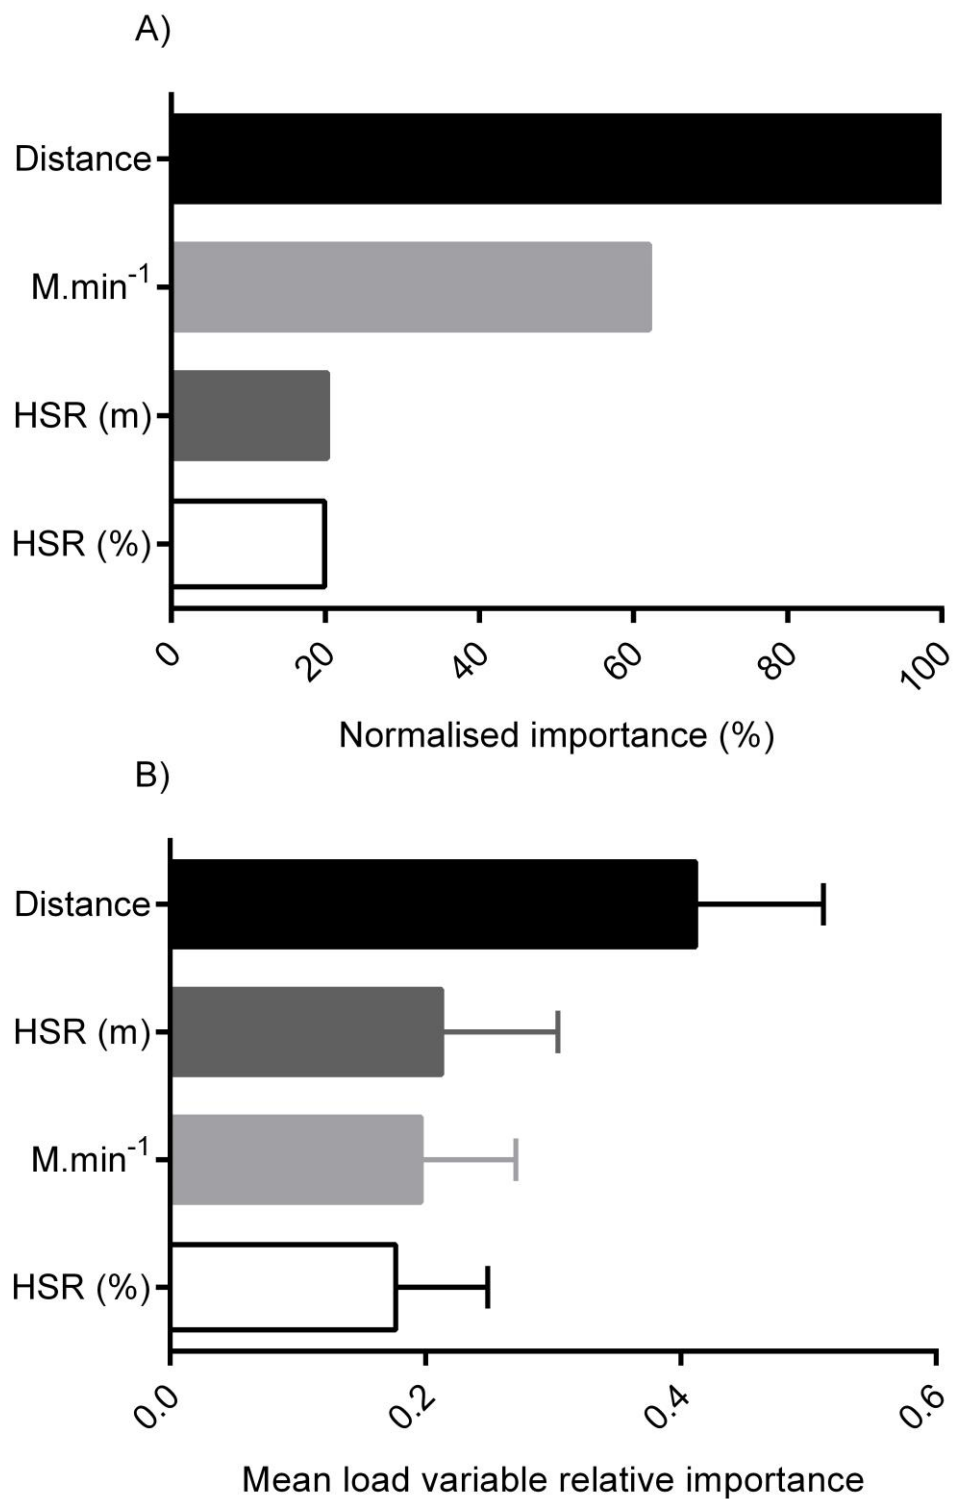 A)
Distance
M.min⁻¹
HSR (m)
HSR (%)
0 20 40 60 80 100
Normalised importance (%)
B)
Distance
HSR (m)
M.min⁻¹
HSR (%)
0.0 0.2 0.4 0.6
Mean load variable relative importance